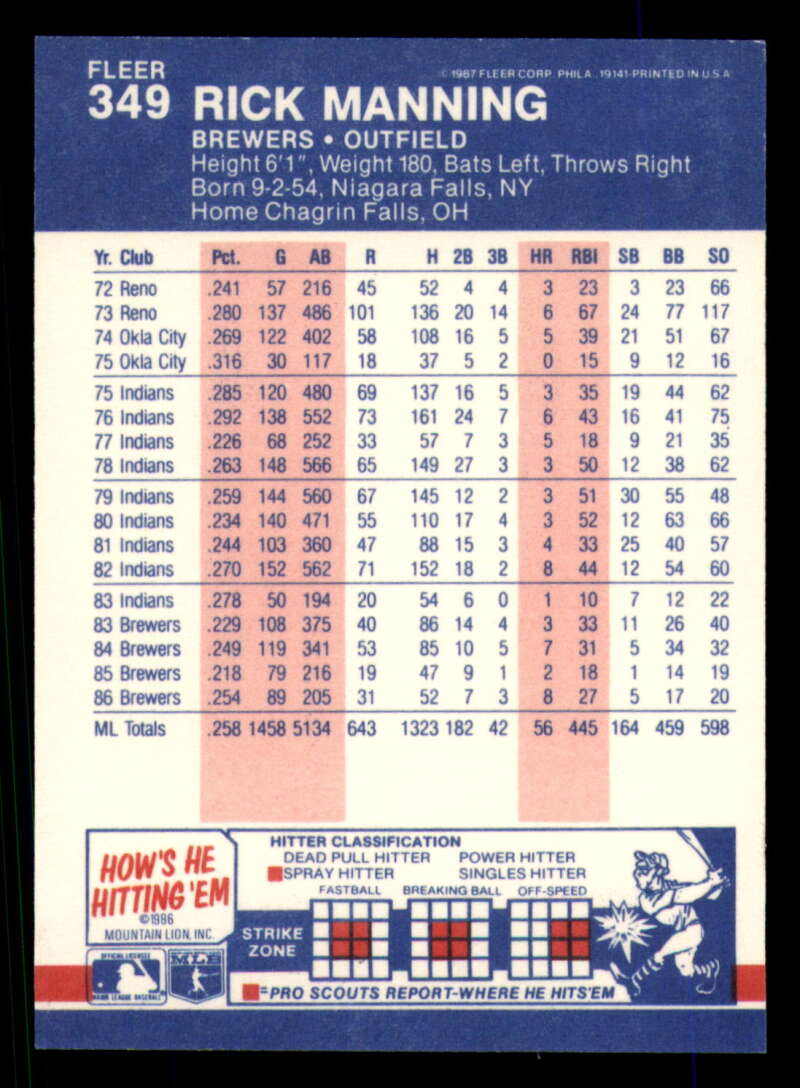 FLEER
349 RICK MANNING
© 1987 FLEER CORP. PHILA., 19141-PRINTED IN U.S.A.
BREWERS • OUTFIELD
Height 6'1", Weight 180, Bats Left, Throws Right
Born 9-2-54, Niagara Falls, NY
Home Chagrin Falls, OH
Yr. Club Pct. G AB R H 2B 3B HR RBI SB BB SO
72 Reno .241 57 216 45 52 4 4 3 23 3 23 66
73 Reno .280 137 486 101 136 20 14 6 67 24 77 117
74 Okla City .269 122 402 58 108 16 5 5 39 21 51 67
75 Okla City .316 30 117 18 37 5 2 0 15 9 12 16
75 Indians .285 120 480 69 137 16 5 3 35 19 44 62
76 Indians .292 138 552 73 161 24 7 6 43 16 41 75
77 Indians .226 68 252 33 57 7 3 5 18 9 21 35
78 Indians .263 148 566 65 149 27 3 3 50 12 38 62
79 Indians .259 144 560 67 145 12 2 3 51 30 55 48
80 Indians .234 140 471 55 110 17 4 3 52 12 63 66
81 Indians .244 103 360 47 88 15 3 4 33 25 40 57
82 Indians .270 152 562 71 152 18 2 8 44 12 54 60
83 Indians .278 50 194 20 54 6 0 1 10 7 12 22
83 Brewers .229 108 375 40 86 14 4 3 33 11 26 40
84 Brewers .249 119 341 53 85 10 5 7 31 5 34 32
85 Brewers .218 79 216 19 47 9 1 2 18 1 14 19
86 Brewers .254 89 205 31 52 7 3 8 27 5 17 20
ML Totals .258 1458 5134 643 1323 182 42 56 445 164 459 598
HOW'S HE
HITTING 'EM
©1986
MOUNTAIN LION, INC.
OFFICIAL LICENSEE
MAJOR LEAGUE BASEBALL
MLB
HITTER CLASSIFICATION
DEAD PULL HITTER POWER HITTER
SPRAY HITTER SINGLES HITTER
FASTBALL BREAKING BALL OFF-SPEED
STRIKE
ZONE
=PRO SCOUTS REPORT-WHERE HE HITS'EM